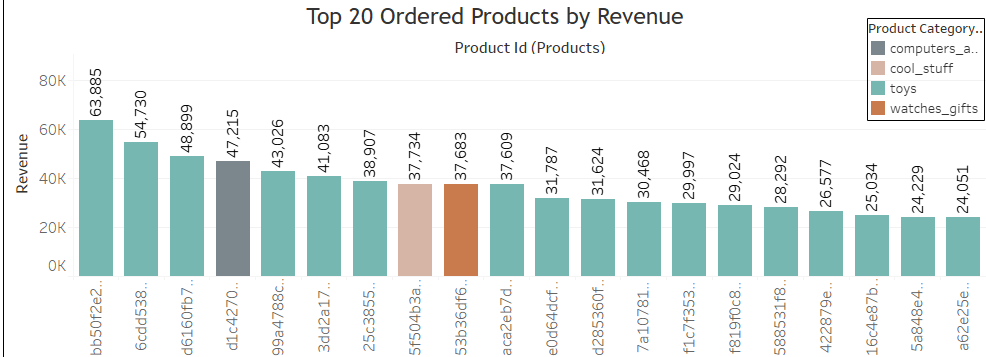 Top 20 Ordered Products by Revenue
Product Id (Products)
Product Category..
computers_a..
cool_stuff
toys
watches_gifts
Revenue
80K
60K
40K
20K
0K
63,885
54,730
48,899
47,215
43,026
41,083
38,907
37,734
37,683
37,609
31,787
31,624
30,468
29,997
29,024
28,292
26,577
25,034
24,229
24,051
bb50f2e2..
6cdd538..
d6160fb7..
d1c4270..
99a4788c..
3dd2a17..
25c3855..
5f504b3a..
53b36df6..
aca2eb7d..
e0d64dcf..
d285360f..
7a10781..
f1c7f353..
f819f0c8..
588531f8..
422879e..
16c4e87b..
5a848e4..
a62e25e..